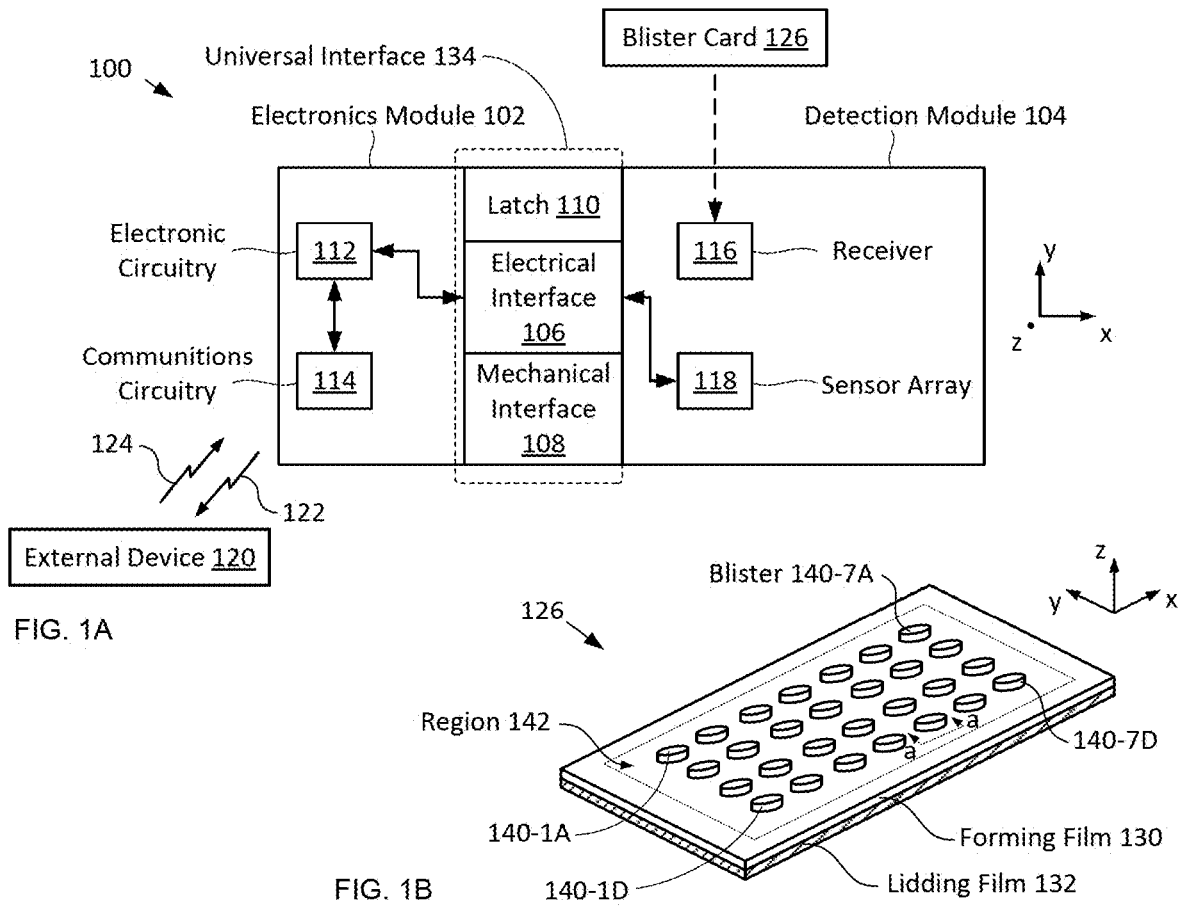 Blister Card 126
Universal Interface 134
100
Electronics Module 102
Detection Module 104
Latch 110
Electronic
Circuitry
112
Electrical
Interface
106
116
Receiver
y
x
z
Communitions
Circuitry
114
Mechanical
Interface
108
118
Sensor Array
124
122
External Device 120
FIG. 1A
Blister 140-7A
z
y
x
126
Region 142
a
a
140-7D
140-1A
Forming Film 130
140-1D
Lidding Film 132
FIG. 1B